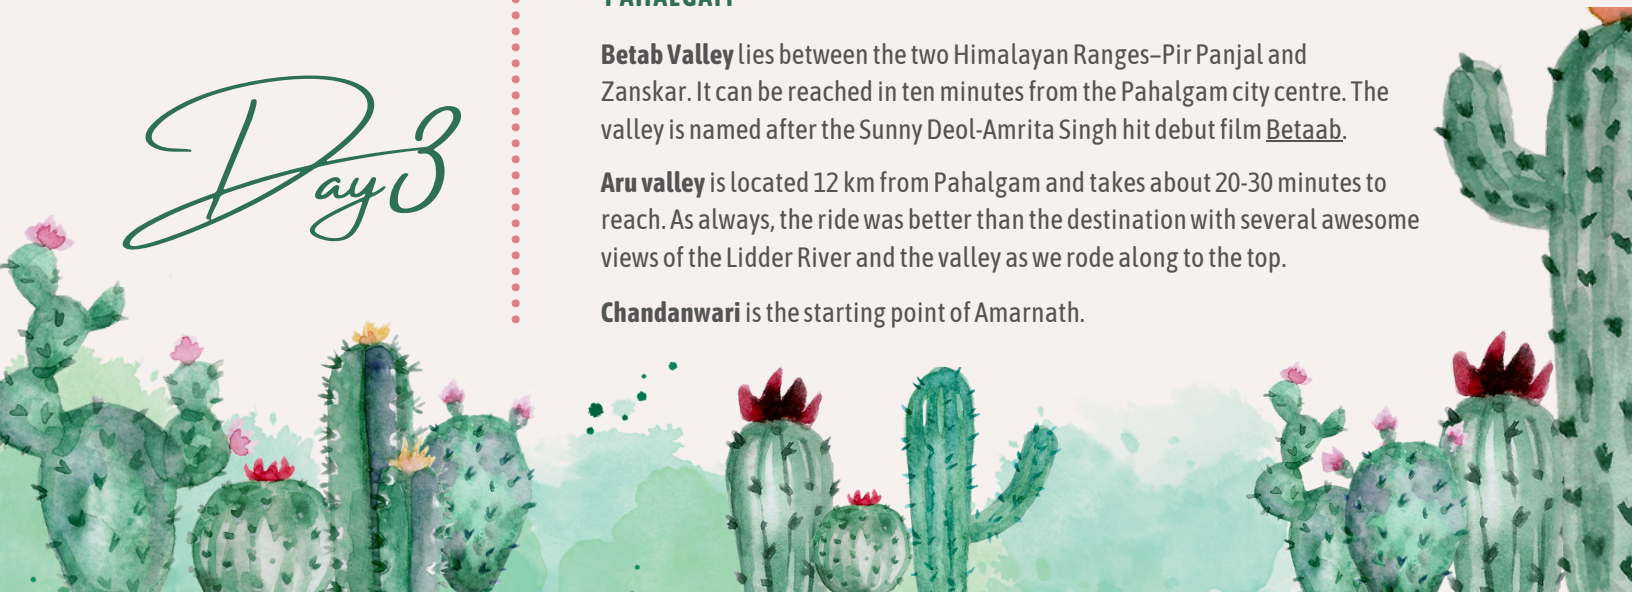 PAHALGAM
Day 3
Betab Valley lies between the two Himalayan Ranges–Pir Panjal and
Zanskar. It can be reached in ten minutes from the Pahalgam city centre. The
valley is named after the Sunny Deol-Amrita Singh hit debut film Betaab.
Aru valley is located 12 km from Pahalgam and takes about 20-30 minutes to
reach. As always, the ride was better than the destination with several awesome
views of the Lidder River and the valley as we rode along to the top.
Chandanwari is the starting point of Amarnath.